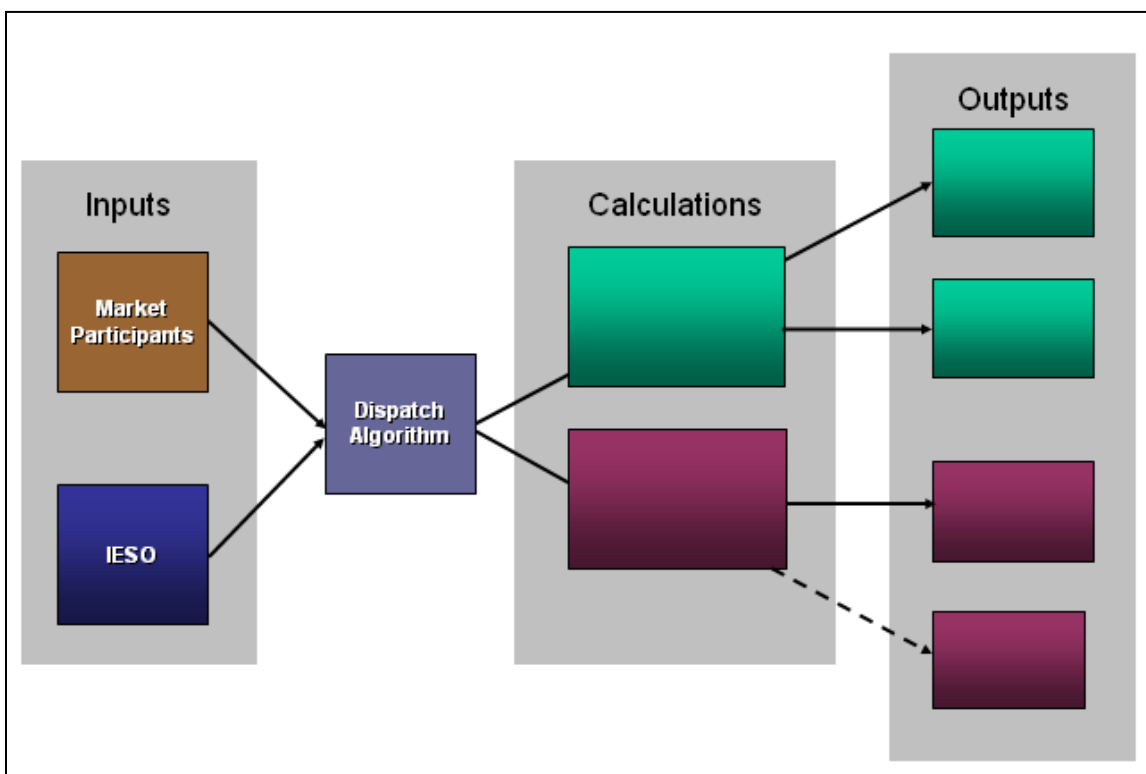 Inputs
Market
Participants
IESO
Dispatch
Algorithm
Calculations
Outputs